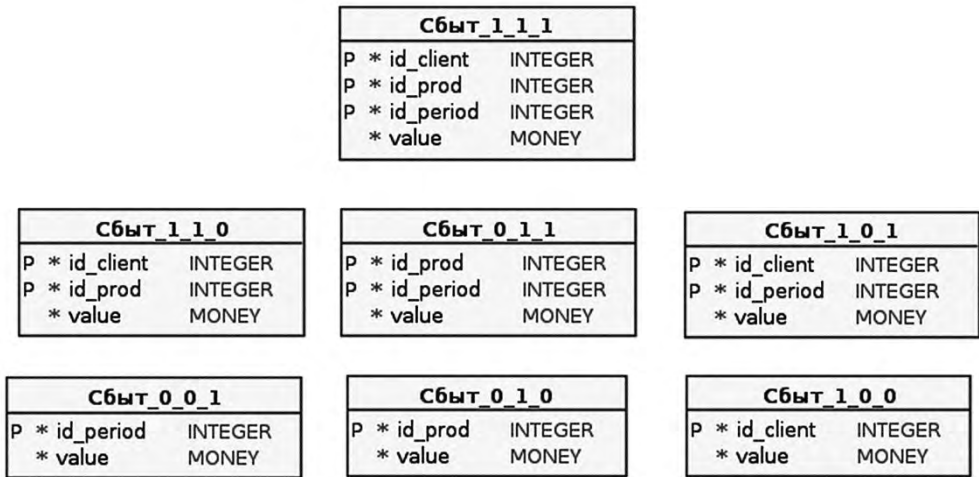 Сбыт_1_1_1
P * id_client INTEGER
P * id_prod INTEGER
P * id_period INTEGER
* value MONEY
Сбыт_1_1_0
P * id_client INTEGER
P * id_prod INTEGER
* value MONEY
Сбыт_0_1_1
P * id_prod INTEGER
P * id_period INTEGER
* value MONEY
Сбыт_1_0_1
P * id_client INTEGER
P * id_period INTEGER
* value MONEY
Сбыт_0_0_1
P * id_period INTEGER
* value MONEY
Сбыт_0_1_0
P * id_prod INTEGER
* value MONEY
Сбыт_1_0_0
P * id_client INTEGER
* value MONEY